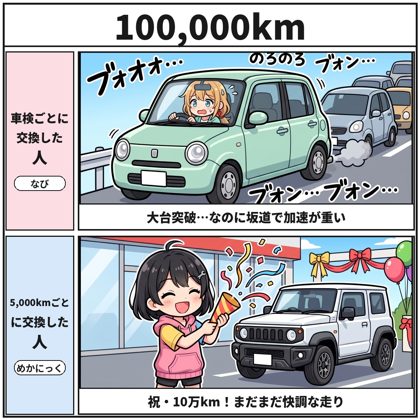 100,000km
車検ごとに
交換した
人
なび
ブォオオ…
のろのろ
ブォン…
ブォン…ブォン…
大台突破…なのに坂道で加速が重い
5,000kmごと
に交換した
人
めかにっく
祝・10万km！まだまだ快調な走り